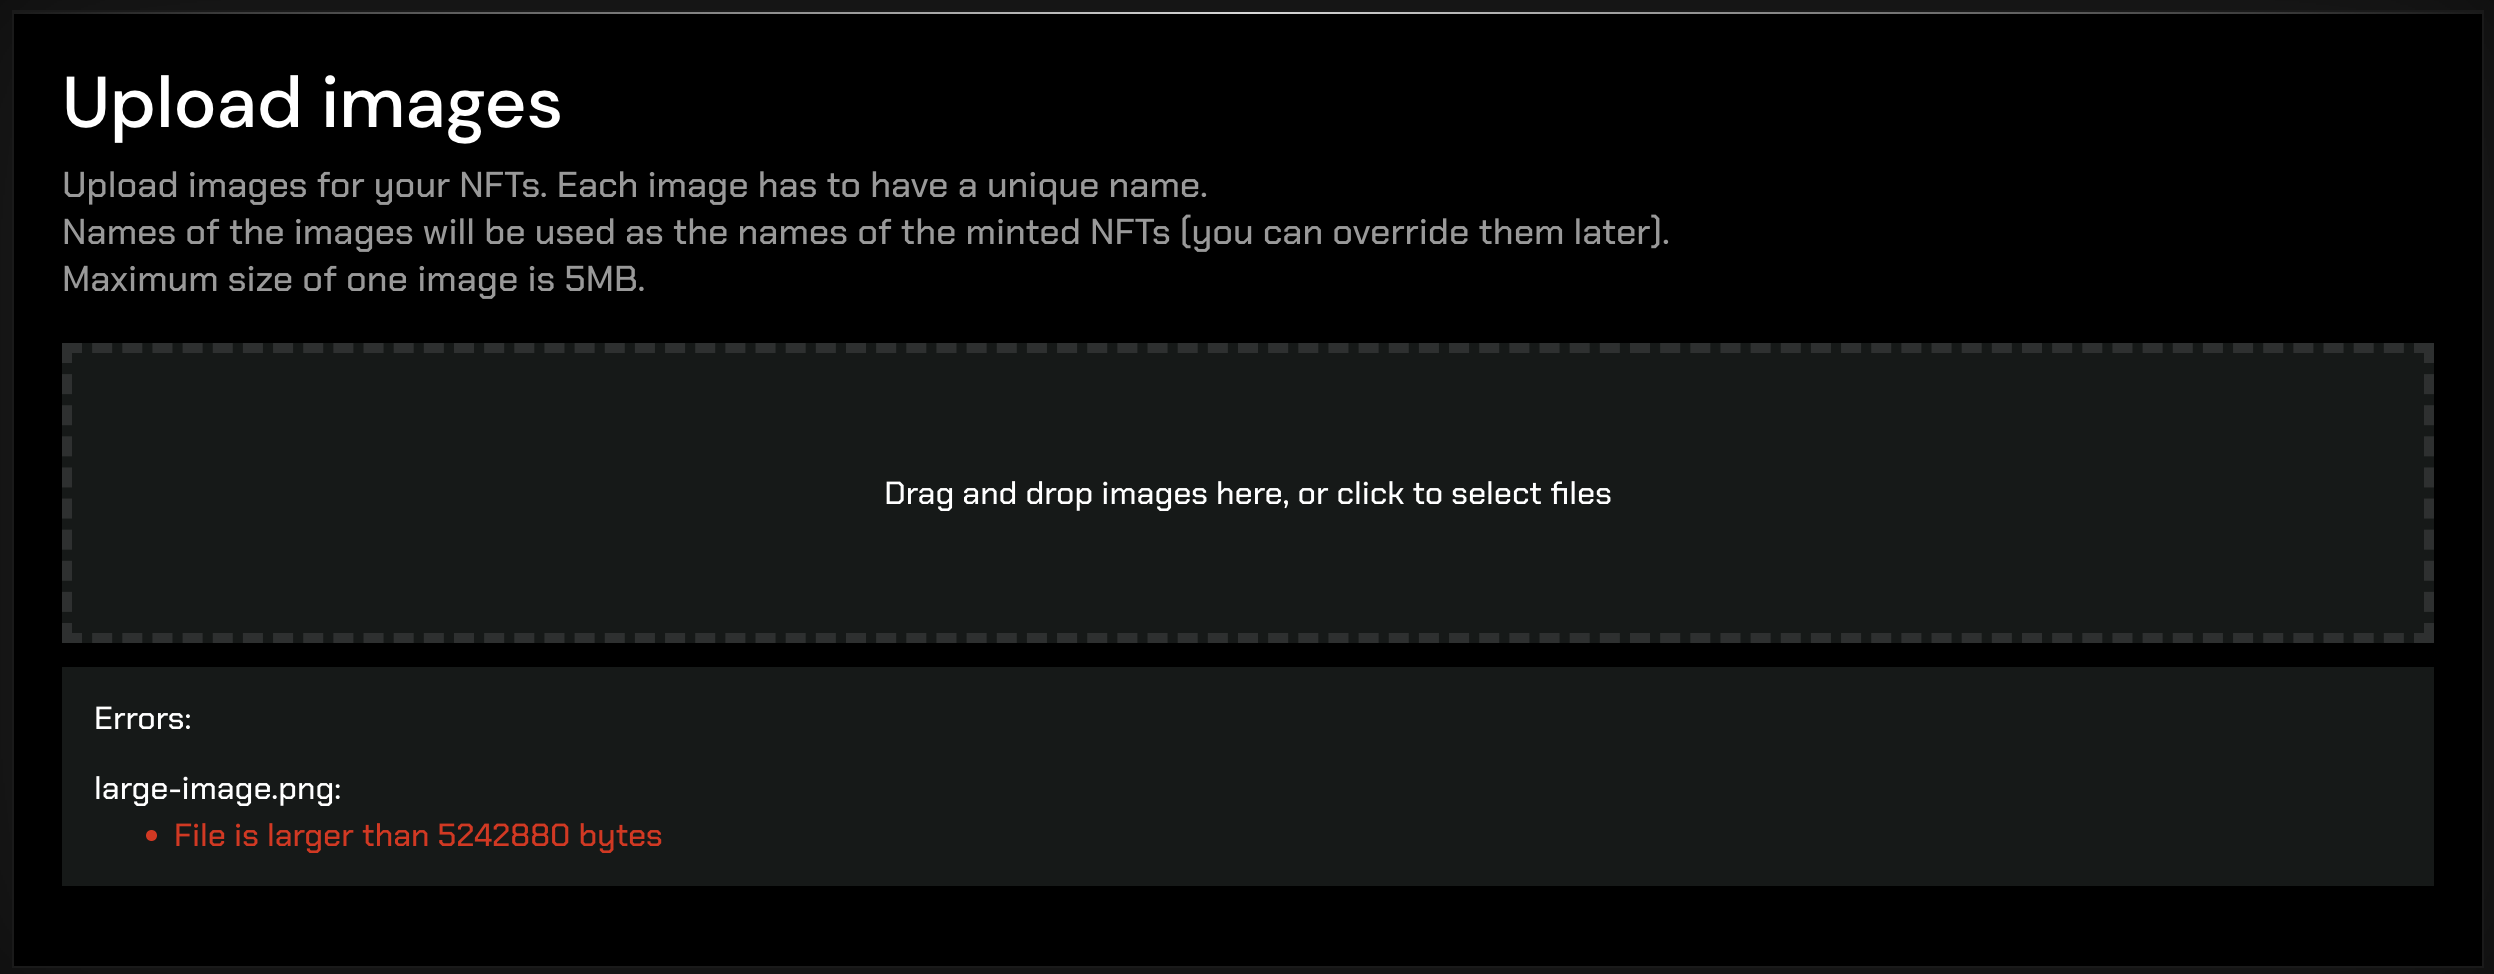 Upload images
Upload images for your NFTs. Each image has to have a unique name.
Names of the images will be used as the names of the minted NFTs (you can override them later).
Maximum size of one image is 5MB.
Drag and drop images here, or click to select files
Errors:
large-image.png:
• File is larger than 5242880 bytes